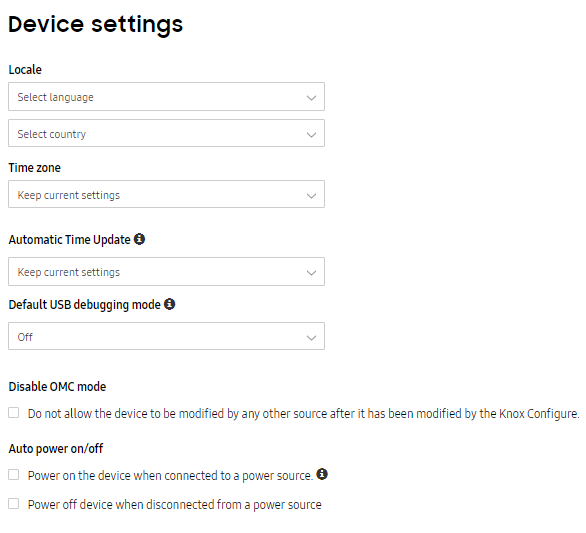 Device settings
Locale
Select language
Select country
Time zone
Keep current settings
Automatic Time Update
Keep current settings
Default USB debugging mode
Off
Disable OMC mode
Do not allow the device to be modified by any other source after it has been modified by the Knox Configure.
Auto power on/off
Power on the device when connected to a power source.
Power off device when disconnected from a power source